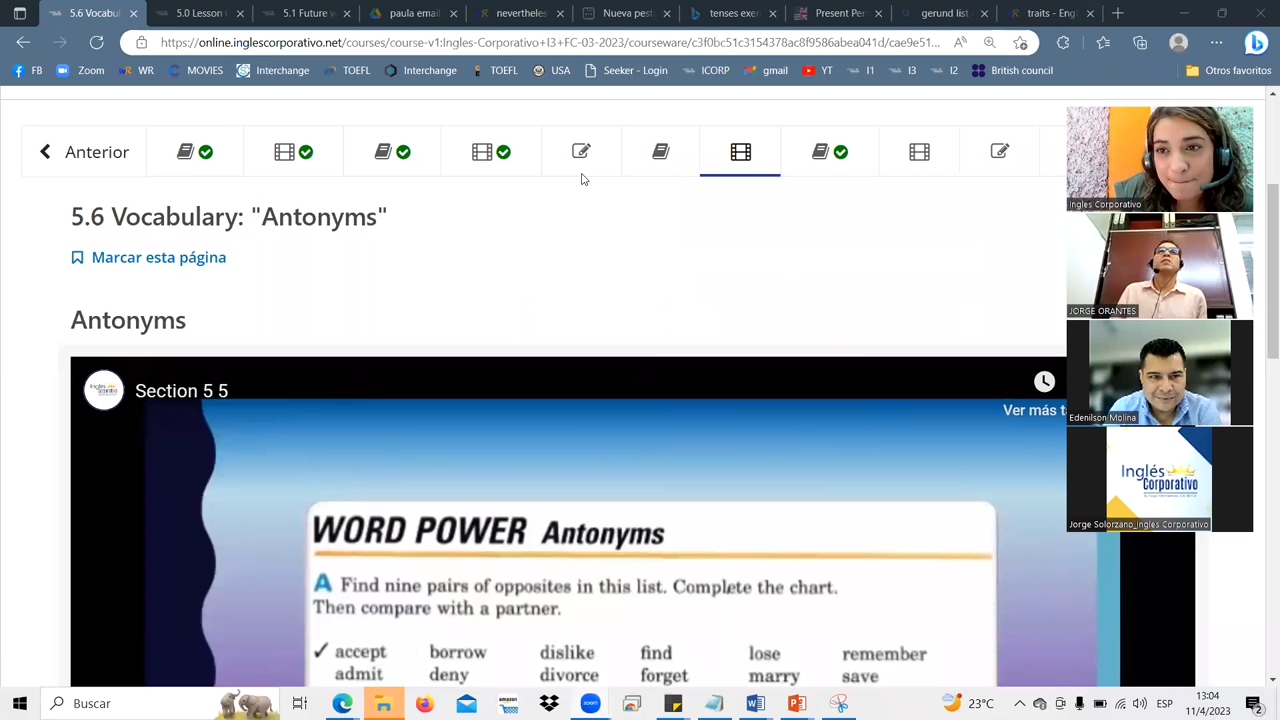 5.6 Vocabula
5.0 Lesson
5.1 Future v
paula email
nevertheles
Nueva pest
tenses exer
Present Per
gerund list -
traits - Eng
https://online.inglescorporativo.net/courses/course-v1:Ingles-Corporativo+I3+FC-03-2023/courseware/c3f0bc51c3154378ac8f9586abea041d/cae9e51...
FB
Zoom
WR
MOVIES
Interchange
TOEFL
Interchange
TOEFL
USA
Seeker - Login
ICORP
gmail
YT
I1
I3
I2
British council
Otros favoritos
Anterior
5.6 Vocabulary: "Antonyms"
Marcar esta página
Antonyms
Section 5 5
Ver más t
WORD POWER Antonyms
A Find nine pairs of opposites in this list. Complete the chart.
Then compare with a partner.
✓ accept borrow dislike find lose remember
admit deny divorce forget marry save
Ingles Corporativo
JORGE ORANTES
Edenilson Molina
Inglés
Corporativo
Jorge Solorzano_Ingles Corporativo
Buscar
23°C
ESP
13:04
11/4/2023
2